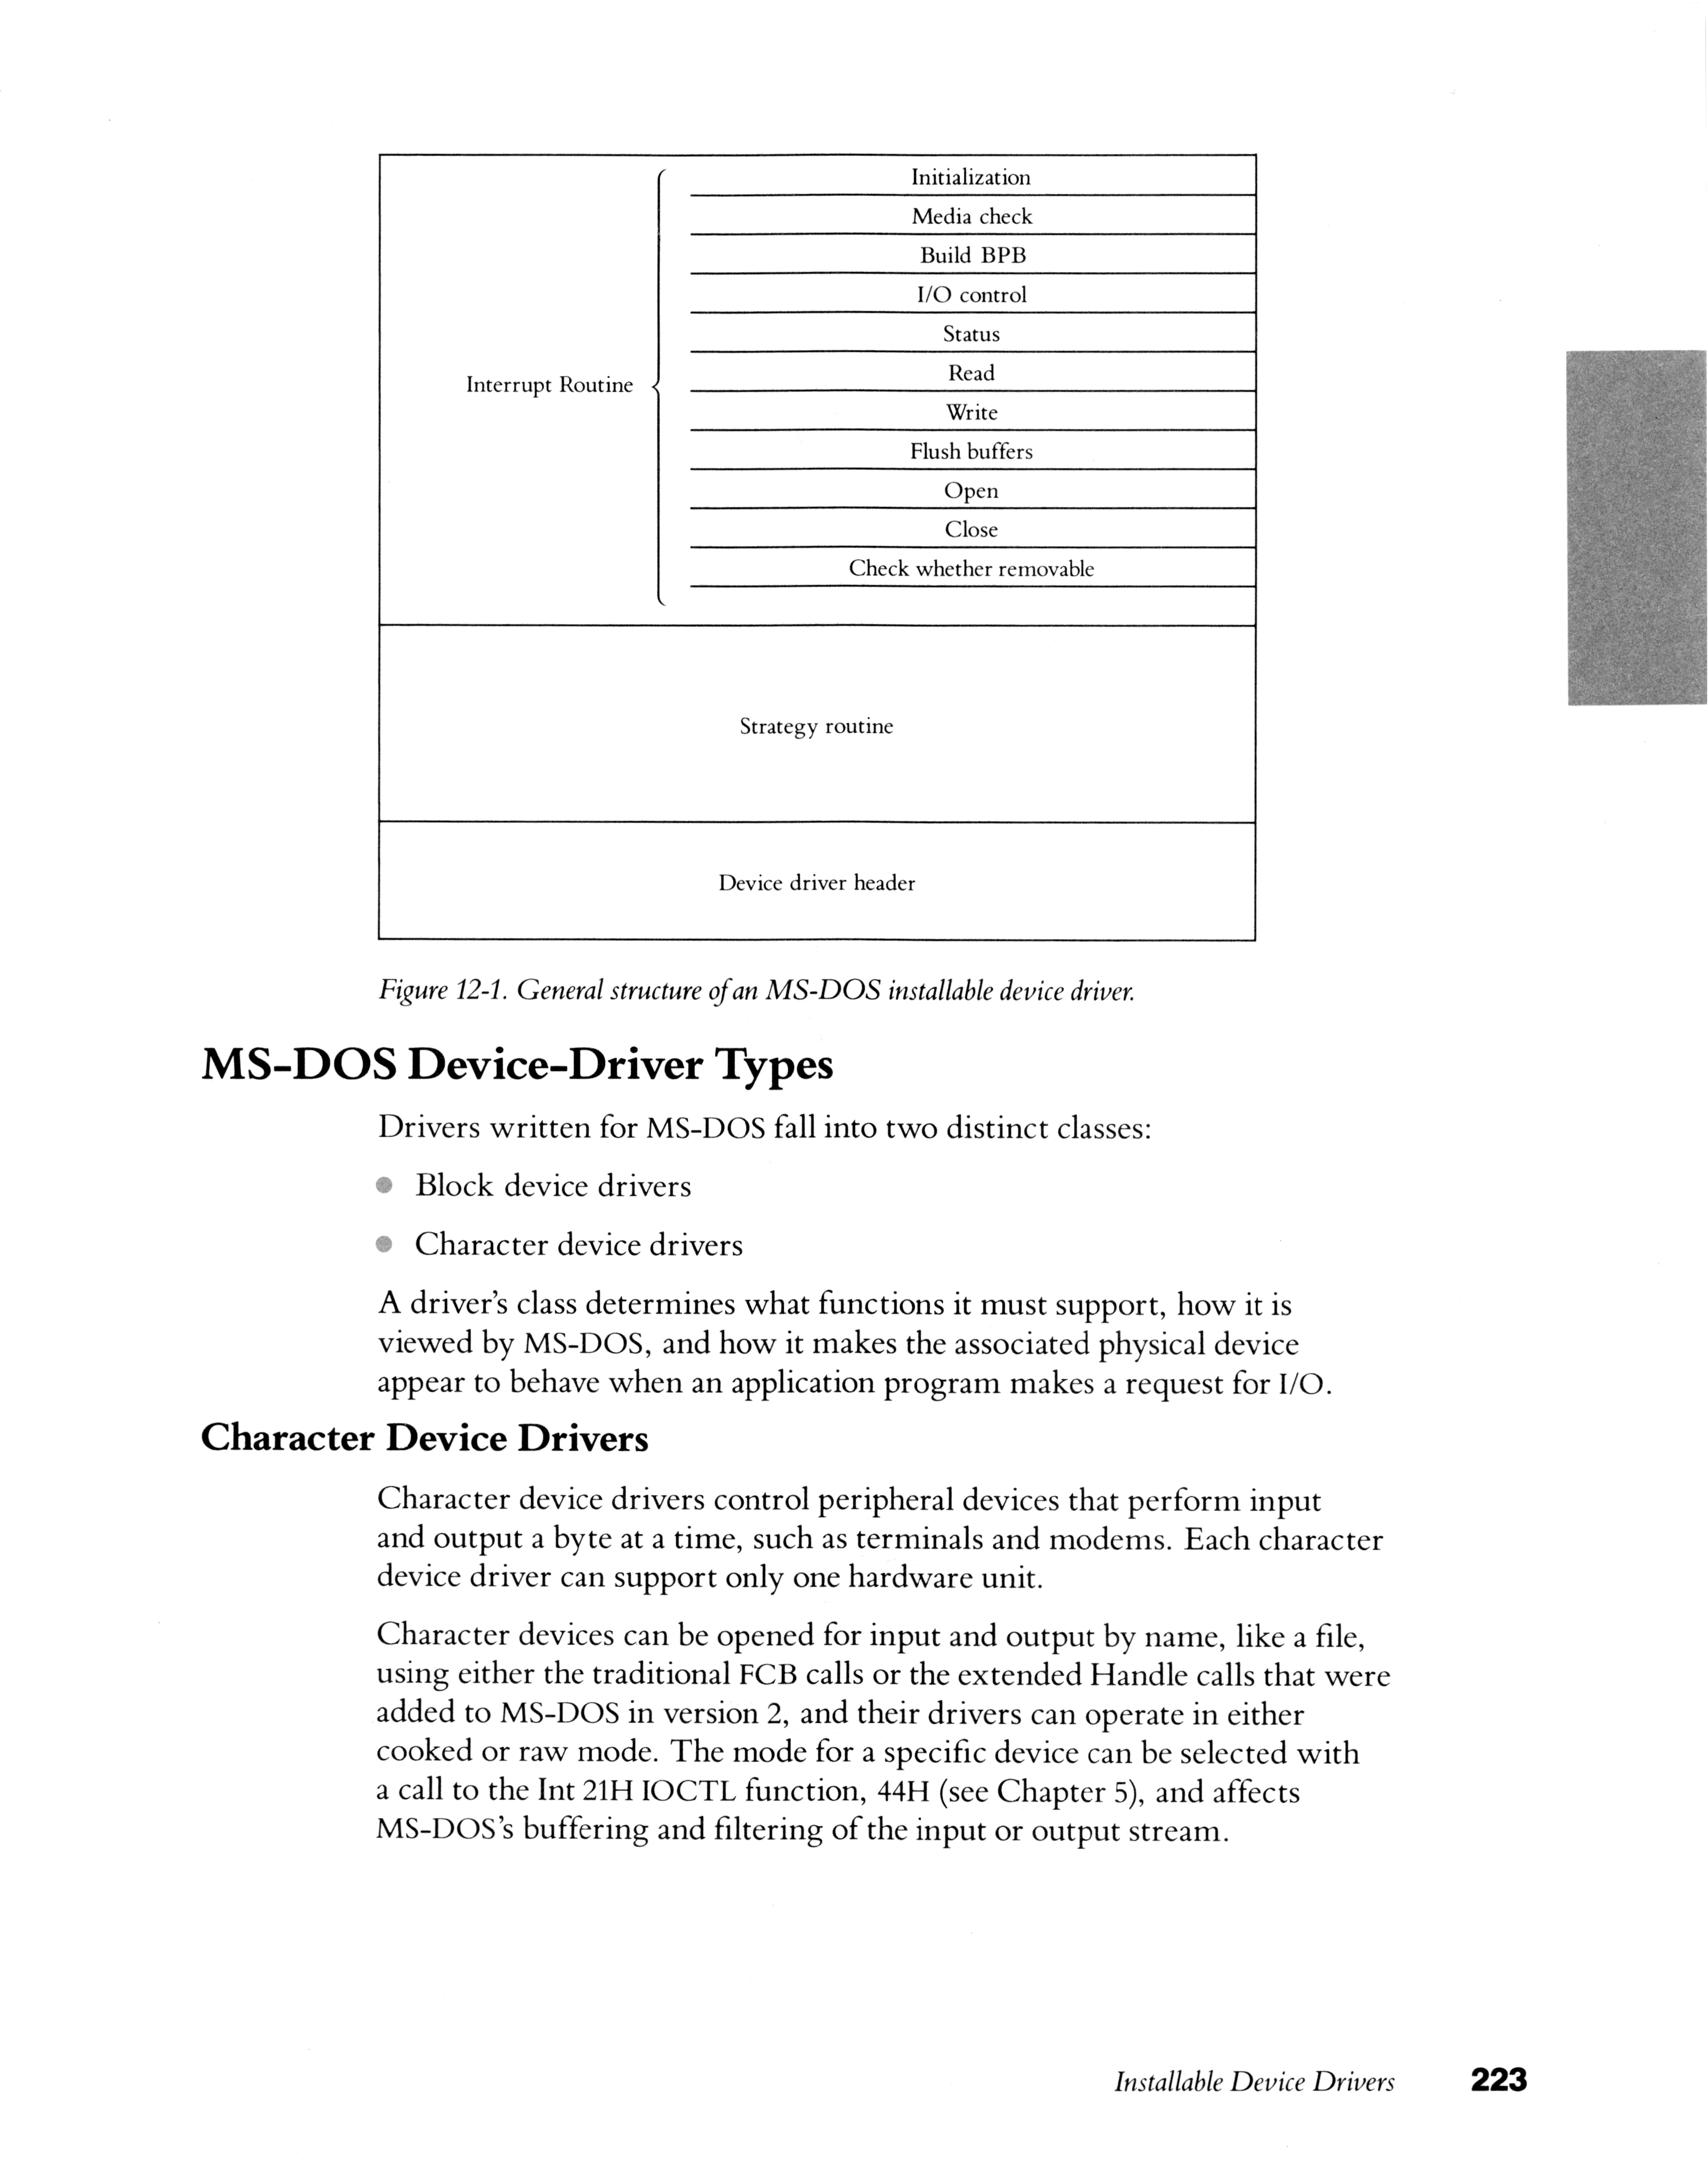 Initialization
Media check
Build BPB
I/O control
Status
Read
Interrupt Routine
Write
Flush buffers
Open
Close
Check whether removable
Strategy routine
Device driver header
Figure 12-1. General structure of an MS-DOS installable device driver.
MS-DOS Device-Driver Types
Drivers written for MS-DOS fall into two distinct classes:
● Block device drivers
● Character device drivers
A driver's class determines what functions it must support, how it is
viewed by MS-DOS, and how it makes the associated physical device
appear to behave when an application program makes a request for I/O.
Character Device Drivers
Character device drivers control peripheral devices that perform input
and output a byte at a time, such as terminals and modems. Each character
device driver can support only one hardware unit.
Character devices can be opened for input and output by name, like a file,
using either the traditional FCB calls or the extended Handle calls that were
added to MS-DOS in version 2, and their drivers can operate in either
cooked or raw mode. The mode for a specific device can be selected with
a call to the Int 21H IOCTL function, 44H (see Chapter 5), and affects
MS-DOS's buffering and filtering of the input or output stream.
Installable Device Drivers 223